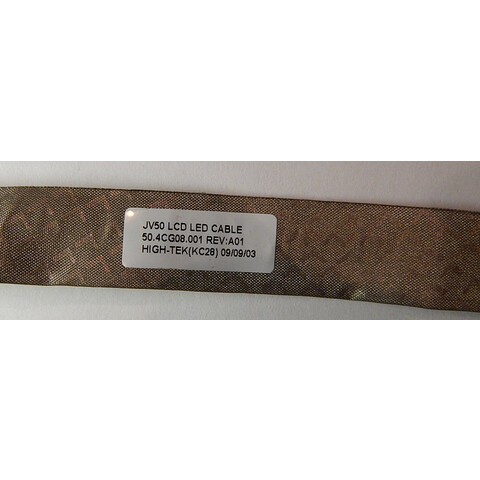 JV50 LCD LED CABLE
50.4CG08.001 REV:A01
HIGH-TEK(KC28) 09/09/03